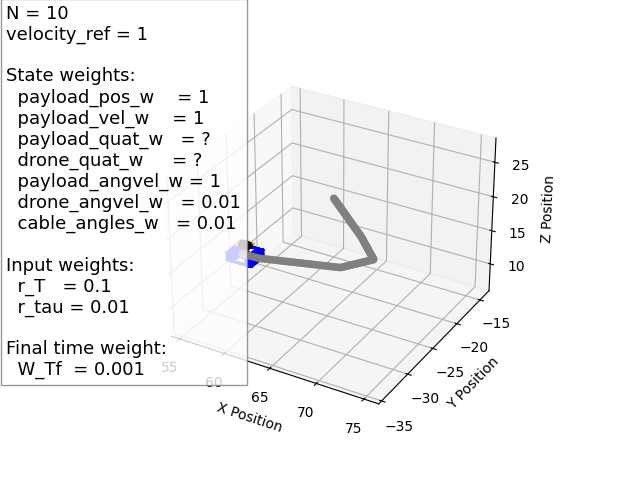 N = 10
velocity_ref = 1
State weights:
payload_pos_w = 1
payload_vel_w = 1
payload_quat_w = ?
drone_quat_w = ?
payload_angvel_w = 1
drone_angvel_w = 0.01
cable_angles_w = 0.01
Input weights:
r_T = 0.1
r_tau = 0.01
Final time weight:
W_Tf = 0.001
25
20
15
10
Z Position
−15
−20
−25
−30
−35
Y Position
55
60
65
70
75
X Position